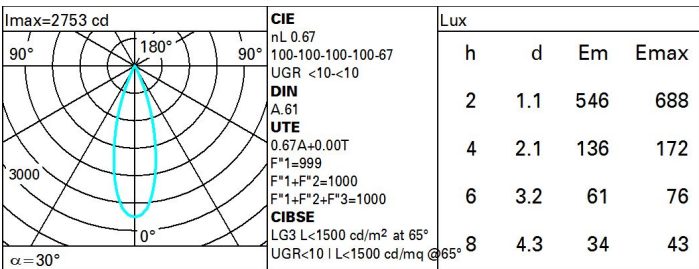 Imax=2753 cd
90°
180°
90°
3000
0°
α=30°
CIE
nL 0.67
100-100-100-100-67
UGR <10-<10
DIN
A.61
UTE
0.67A+0.00T
F"1=999
F"1+F"2=1000
F"1+F"2+F"3=1000
CIBSE
LG3 L<1500 cd/m² at 65°
UGR<10 | L<1500 cd/mq @65°
Lux
h d Em Emax
2 1.1 546 688
4 2.1 136 172
6 3.2 61 76
8 4.3 34 43